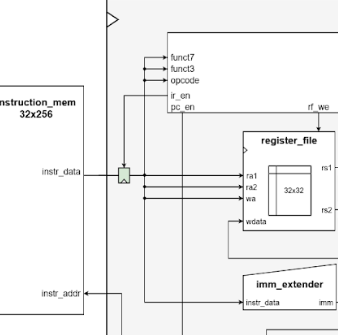 funct7
funct3
opcode
ir_en
pc_en
rf_we
nstruction_mem
32x256
register_file
instr_data
ra1
ra2
wa
wdata
32x32
rs1
rs2
imm_extender
instr_addr
instr_data
imm